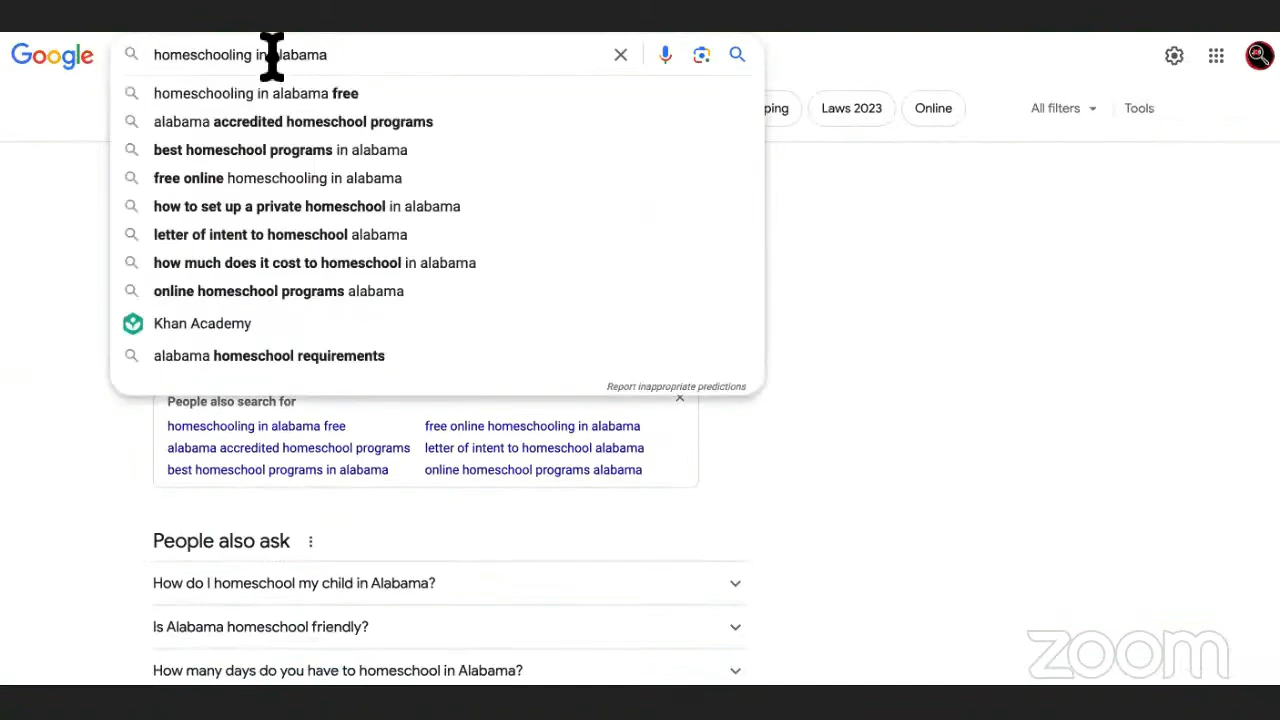 Google
homeschooling in alabama
homeschooling in alabama free
alabama accredited homeschool programs
best homeschool programs in alabama
free online homeschooling in alabama
how to set up a private homeschool in alabama
letter of intent to homeschool alabama
how much does it cost to homeschool in alabama
online homeschool programs alabama
Khan Academy
alabama homeschool requirements
Report inappropriate predictions
Laws 2023
Online
All filters
Tools
People also search for
homeschooling in alabama free
free online homeschooling in alabama
alabama accredited homeschool programs
letter of intent to homeschool alabama
best homeschool programs in alabama
online homeschool programs alabama
People also ask
How do I homeschool my child in Alabama?
Is Alabama homeschool friendly?
How many days do you have to homeschool in Alabama?
zoom